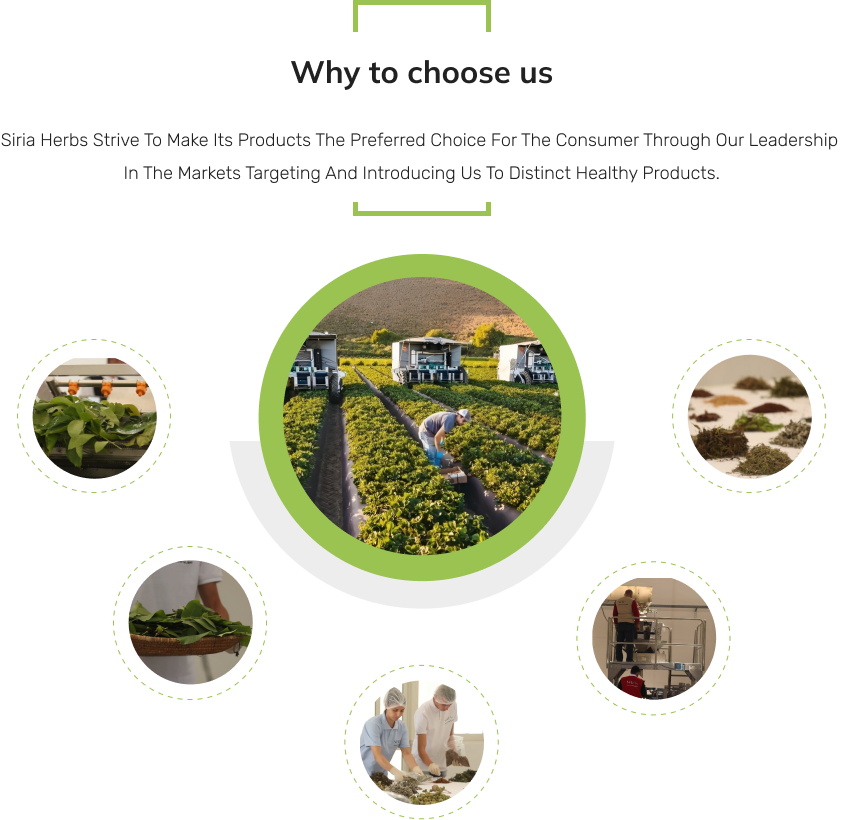 Why to choose us
Siria Herbs Strive To Make Its Products The Preferred Choice For The Consumer Through Our Leadership
In The Markets Targeting And Introducing Us To Distinct Healthy Products.